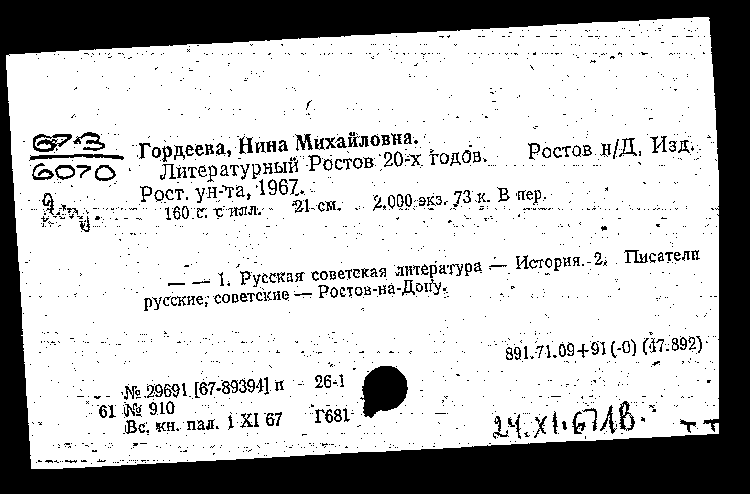 67-3
6070
Гордеева, Нина Михайловна.
Литературный Ростов 20-х годов. Ростов н/Д, Изд.
Рост. ун-та, 1967.
160 с. с илл. 21 см. 2.000 экз. 73 к. В пер.
— — 1. Русская советская литература — История. 2. Писатели
русские, советские — Ростов-на-Дону.
891.71.09+91(-0) (47.892)
№ 29691 [67-89394] п 26-1
61 № 910
Вс. кн. пал. 1 XI 67 Г681
24.XI.67